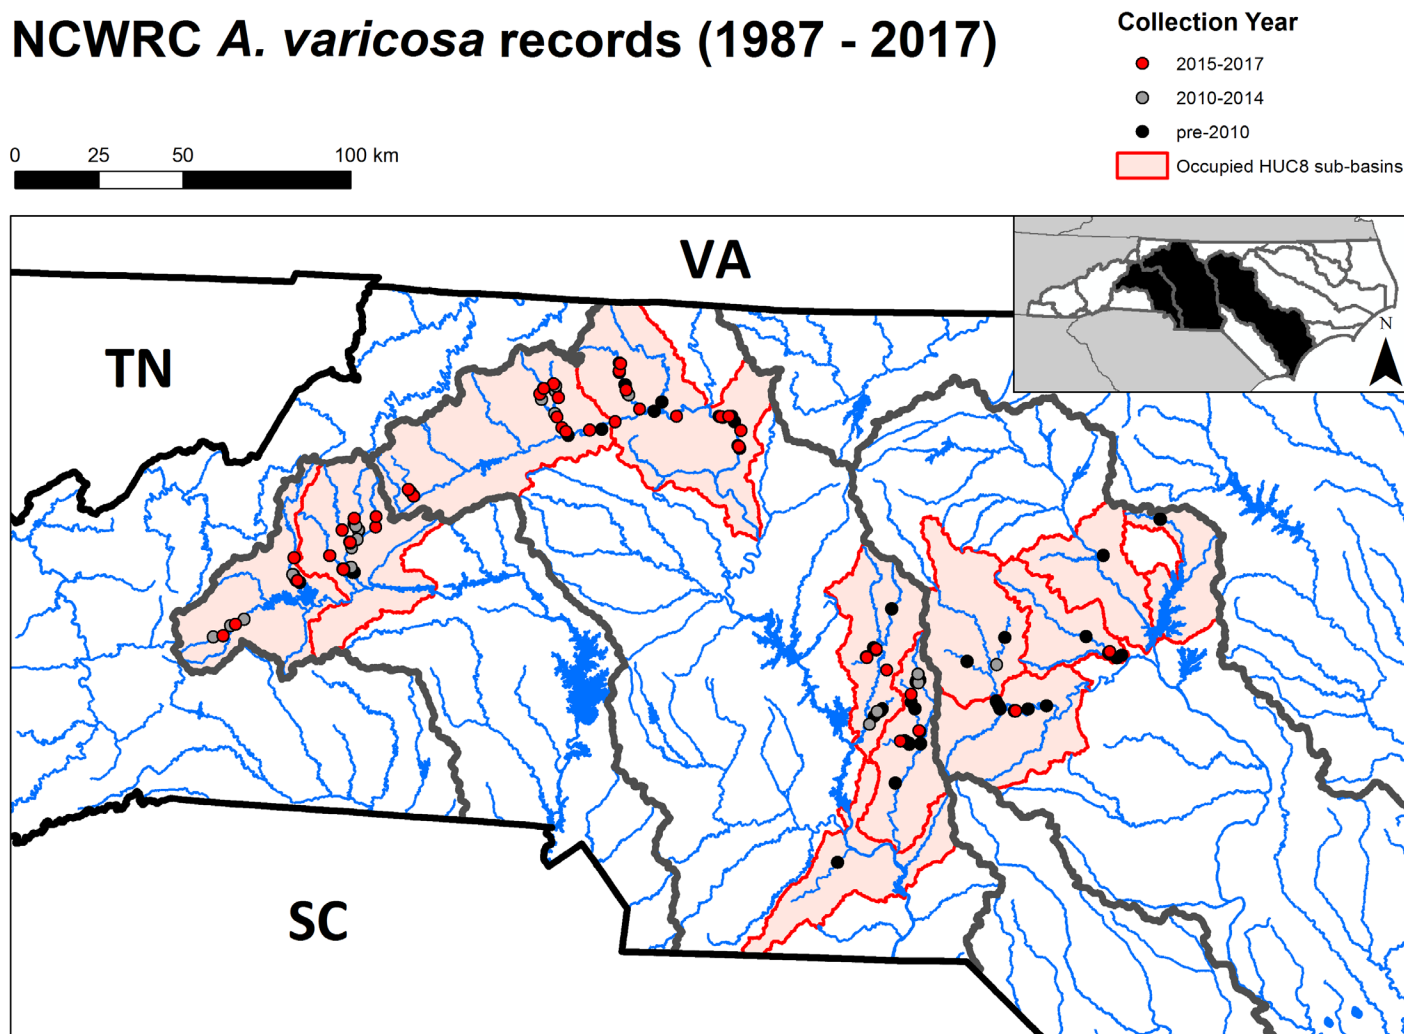 NCWRC A. varicosa records (1987 - 2017)
Collection Year
2015-2017
2010-2014
pre-2010
Occupied HUC8 sub-basins
0 25 50 100 km
VA
TN
N
SC